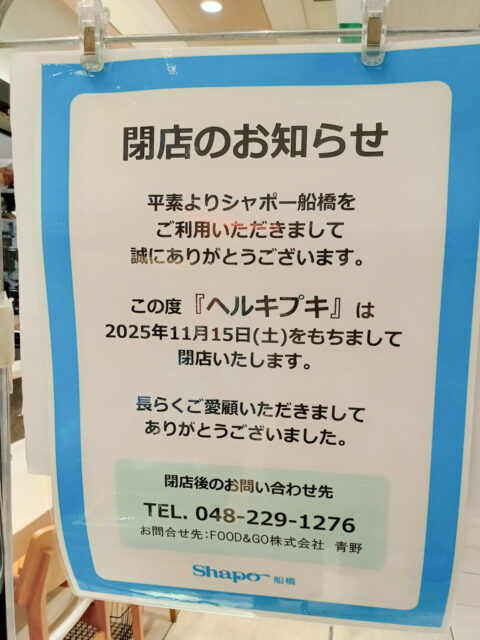 閉店のお知らせ
平素よりシャポー船橋を
ご利用いただきまして
誠にありがとうございます。
この度『ヘルキプキ』は
2025年11月15日(土)をもちまして
閉店いたします。
長らくご愛顧いただきまして
ありがとうございました。
閉店後のお問い合わせ先
TEL. 048-229-1276
お問合せ先:FOOD&GO株式会社 青野
Shapo 船橋